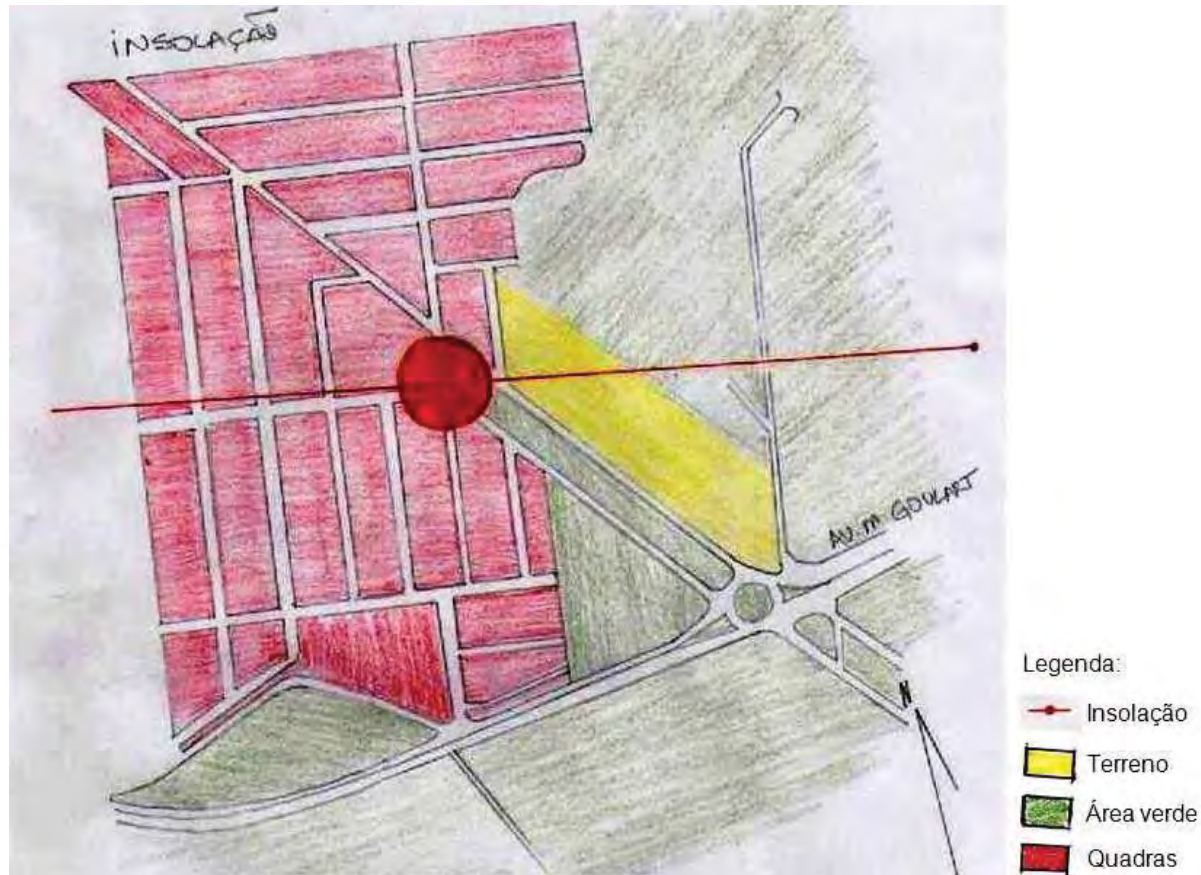 INSOLAÇÃO
AV. M GOULART
N
Legenda:
Insolação
Terreno
Área verde
Quadras